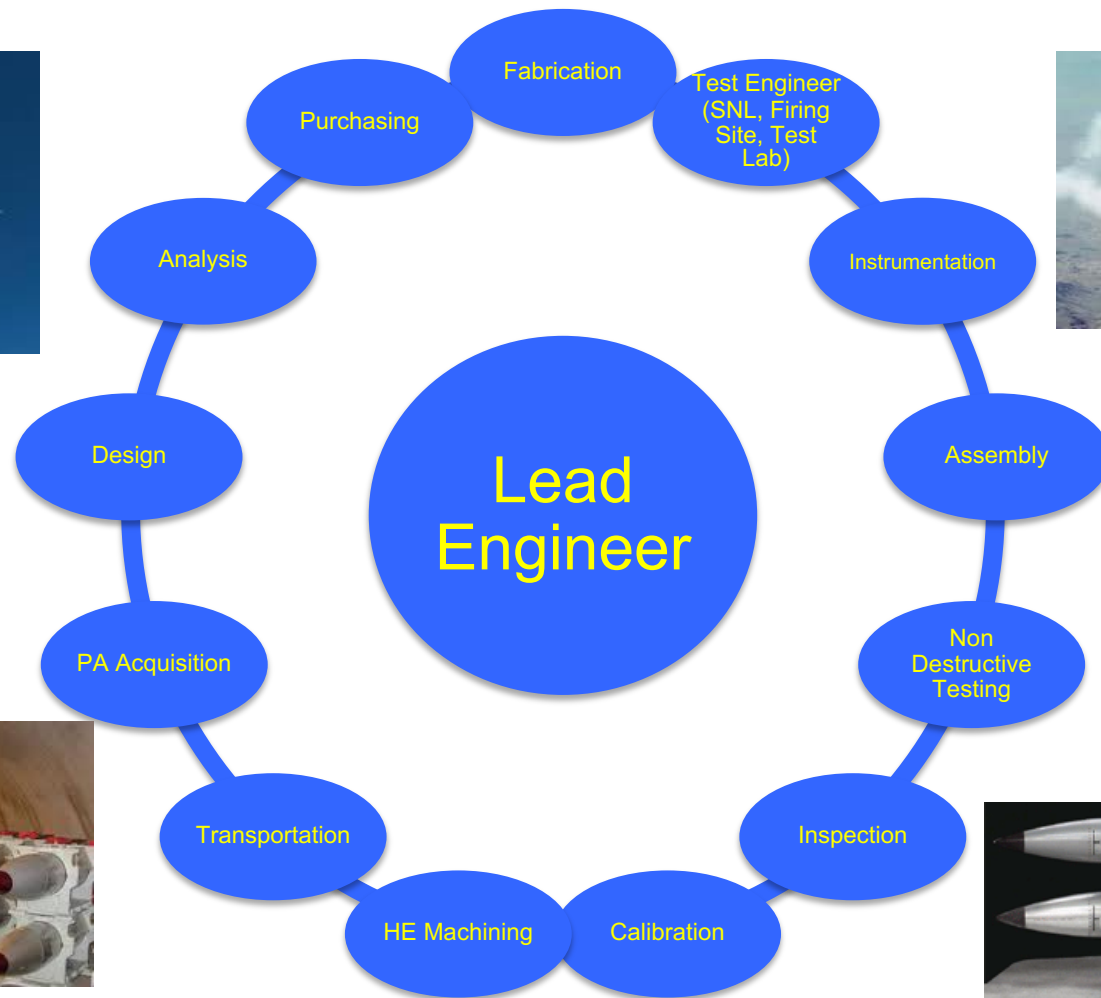 Fabrication
Test Engineer
(SNL, Firing
Site, Test
Lab)
Purchasing
Analysis
Instrumentation
Design
Assembly
Lead
Engineer
PA Acquisition
Non
Destructive
Testing
Transportation
Inspection
HE Machining
Calibration